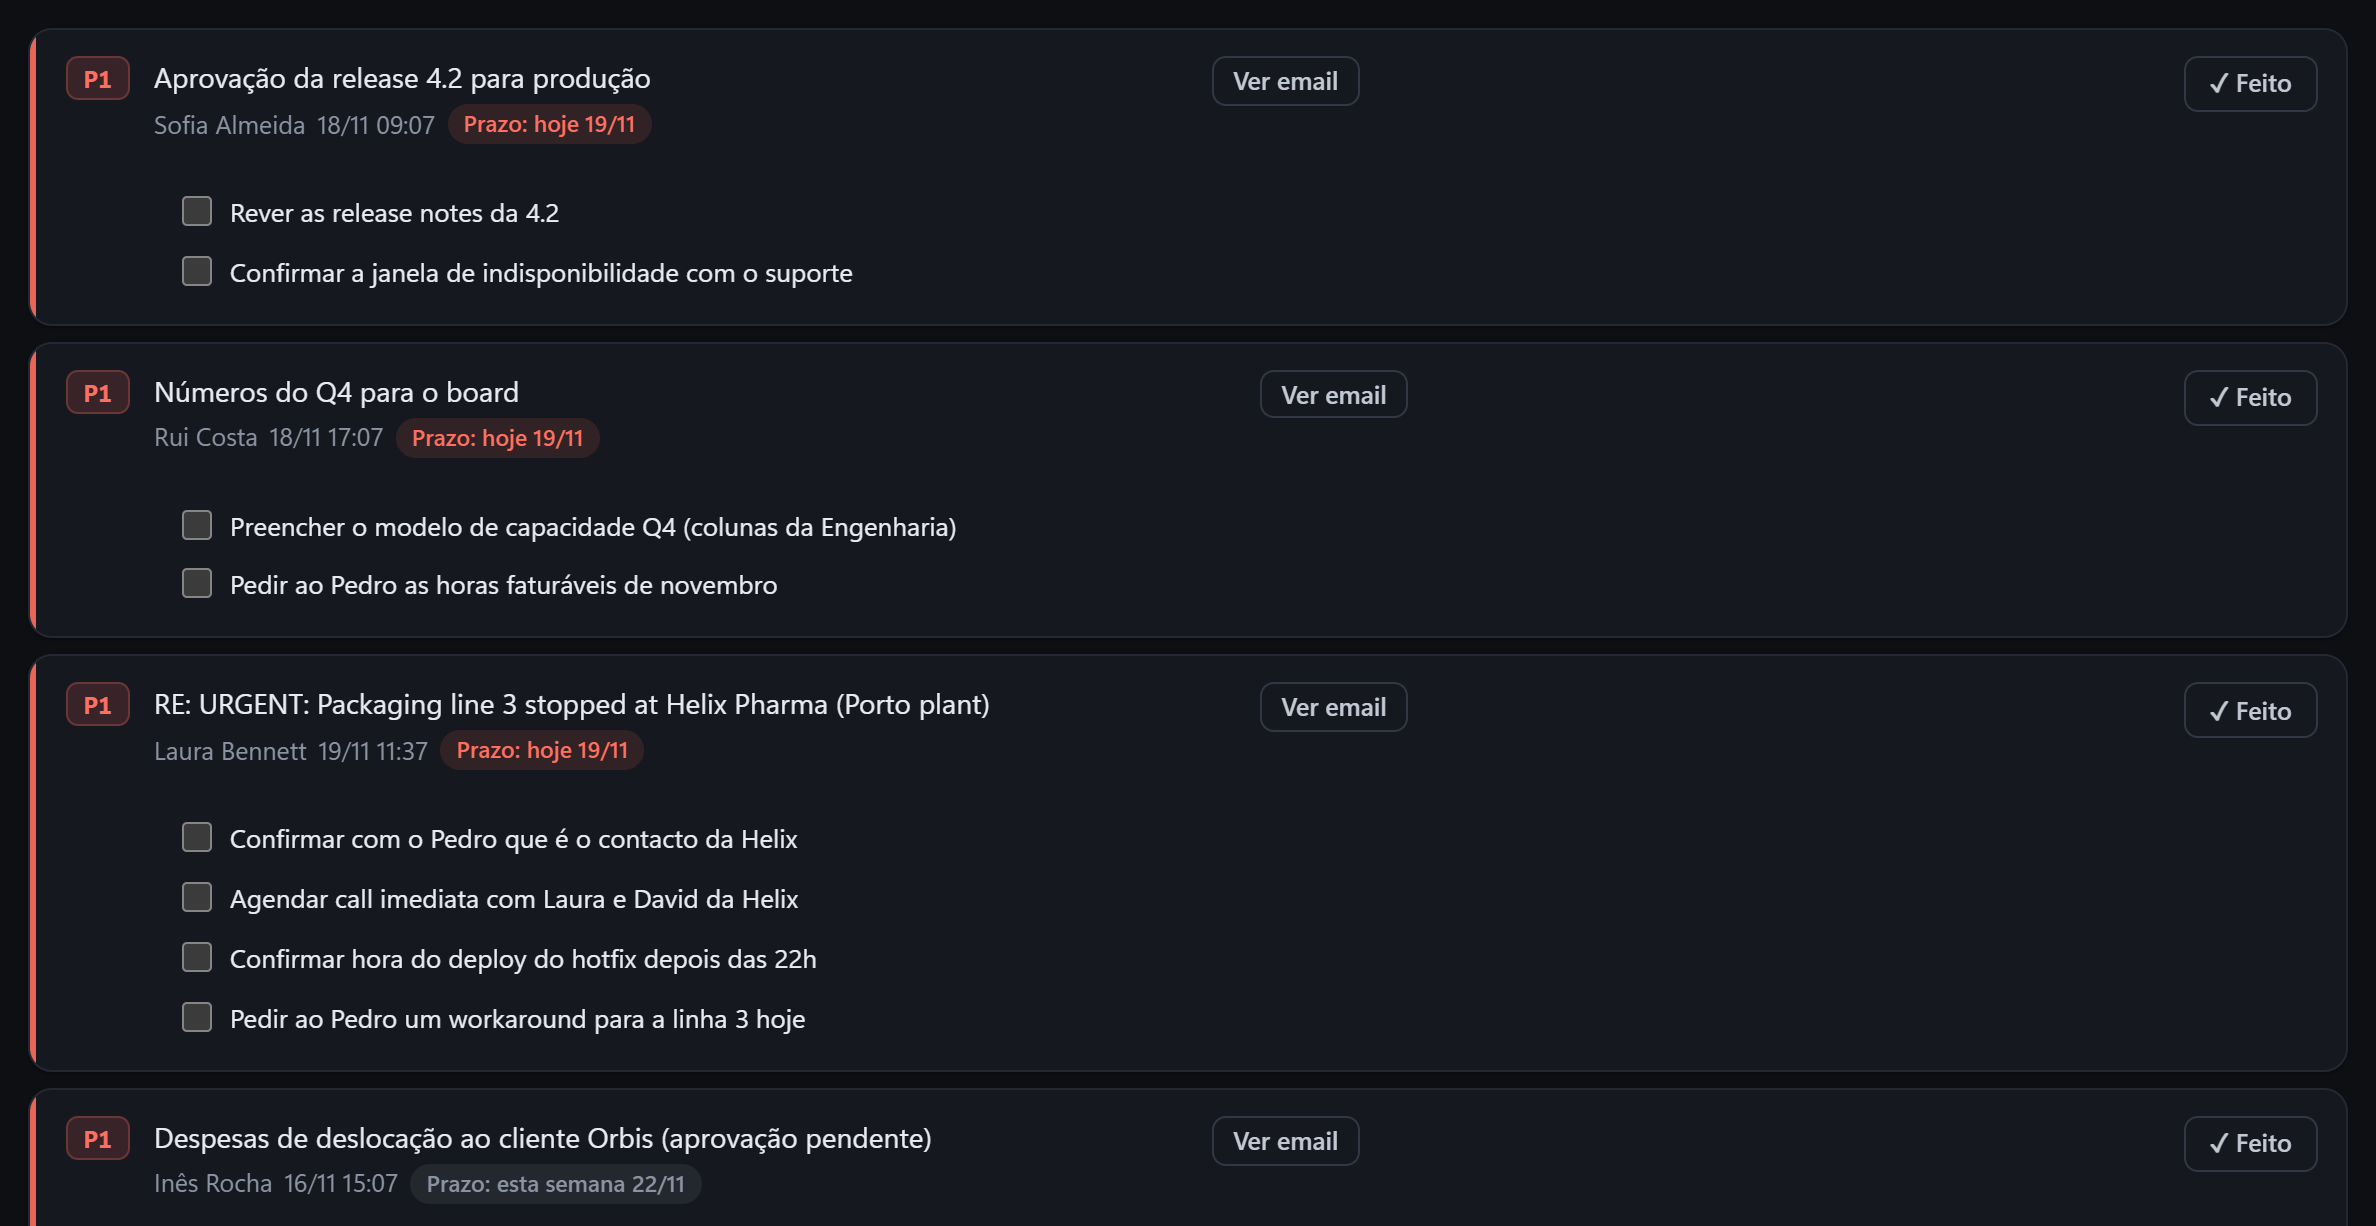 P1 Aprovação da release 4.2 para produção Ver email ✓ Feito
Sofia Almeida 18/11 09:07 Prazo: hoje 19/11
Rever as release notes da 4.2
Confirmar a janela de indisponibilidade com o suporte
P1 Números do Q4 para o board Ver email ✓ Feito
Rui Costa 18/11 17:07 Prazo: hoje 19/11
Preencher o modelo de capacidade Q4 (colunas da Engenharia)
Pedir ao Pedro as horas faturáveis de novembro
P1 RE: URGENT: Packaging line 3 stopped at Helix Pharma (Porto plant) Ver email ✓ Feito
Laura Bennett 19/11 11:37 Prazo: hoje 19/11
Confirmar com o Pedro que é o contacto da Helix
Agendar call imediata com Laura e David da Helix
Confirmar hora do deploy do hotfix depois das 22h
Pedir ao Pedro um workaround para a linha 3 hoje
P1 Despesas de deslocação ao cliente Orbis (aprovação pendente) Ver email ✓ Feito
Inês Rocha 16/11 15:07 Prazo: esta semana 22/11